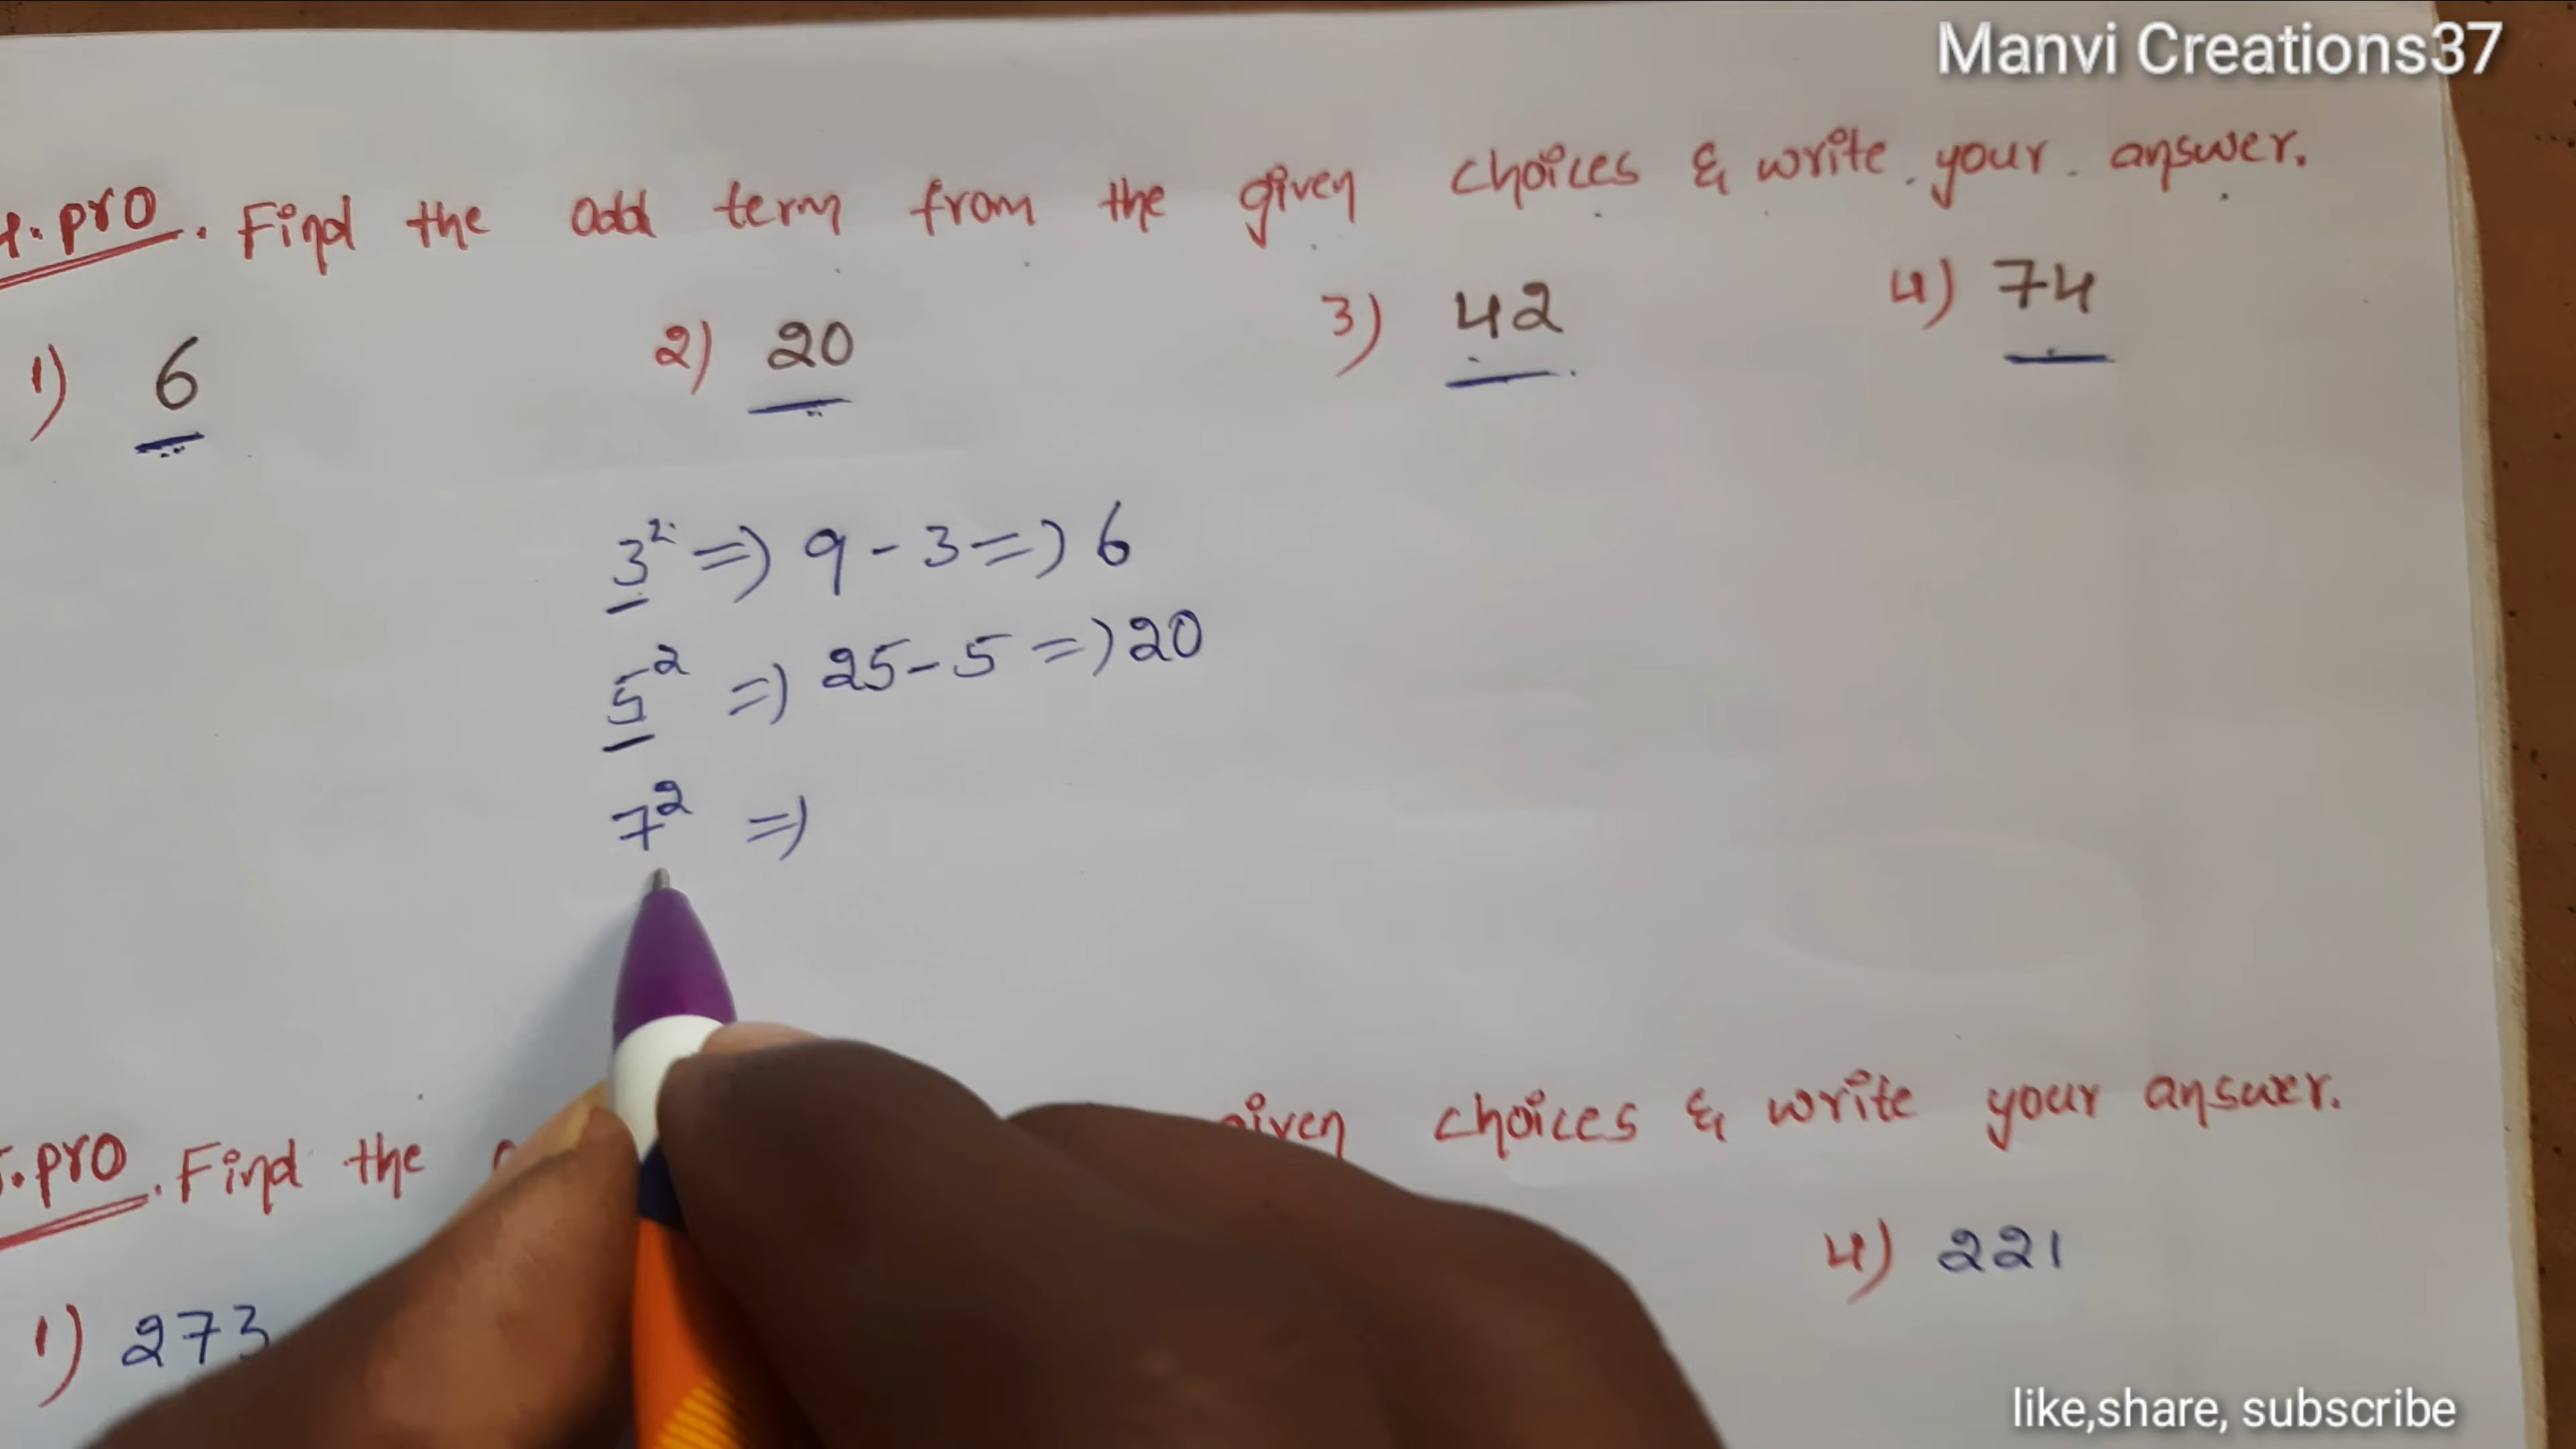 Manvi Creations37
4.pro. Find the odd term from the given choices & write your answer.
1) 6 2) 20 3) 42 4) 74
3² => 9 - 3 => 6
5² => 25 - 5 => 20
7² =>
.pro. Find the given choices & write your answer.
1) 273 4) 221
like,share, subscribe